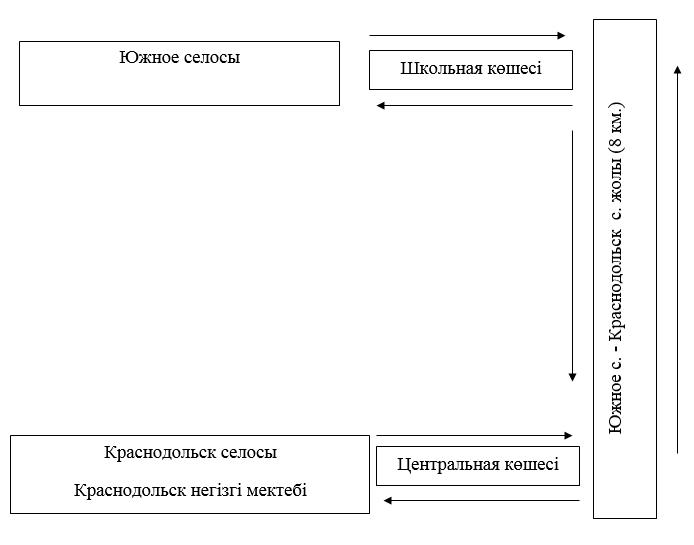 Южное селосы
Школьная көшесі
Южное с. - Краснодольск с. жолы (8 км.)
Краснодольск селосы
Краснодольск негізгі мектебі
Центральная көшесі